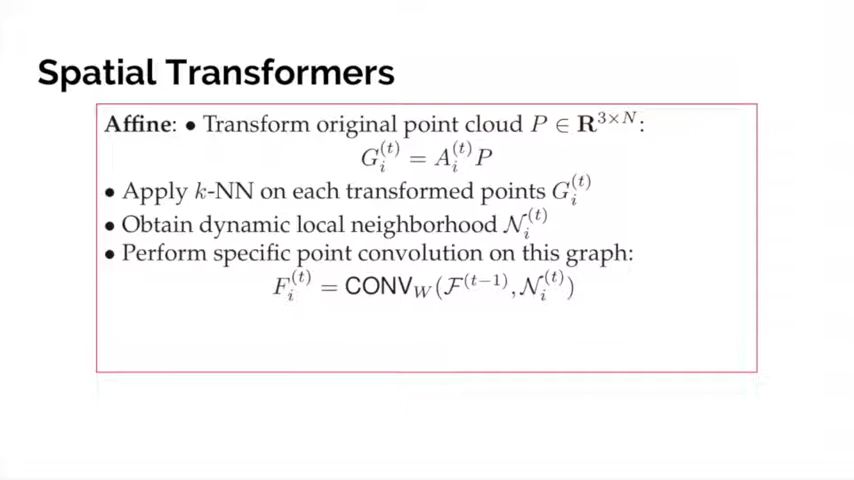 Spatial Transformers
Affine: • Transform original point cloud P ∈ R^{3×N}:
G_i^{(t)} = A_i^{(t)} P
• Apply k-NN on each transformed points G_i^{(t)}
• Obtain dynamic local neighborhood 𝒩_i^{(t)}
• Perform specific point convolution on this graph:
F_i^{(t)} = CONV_W(ℱ^{(t−1)}, 𝒩_i^{(t)})